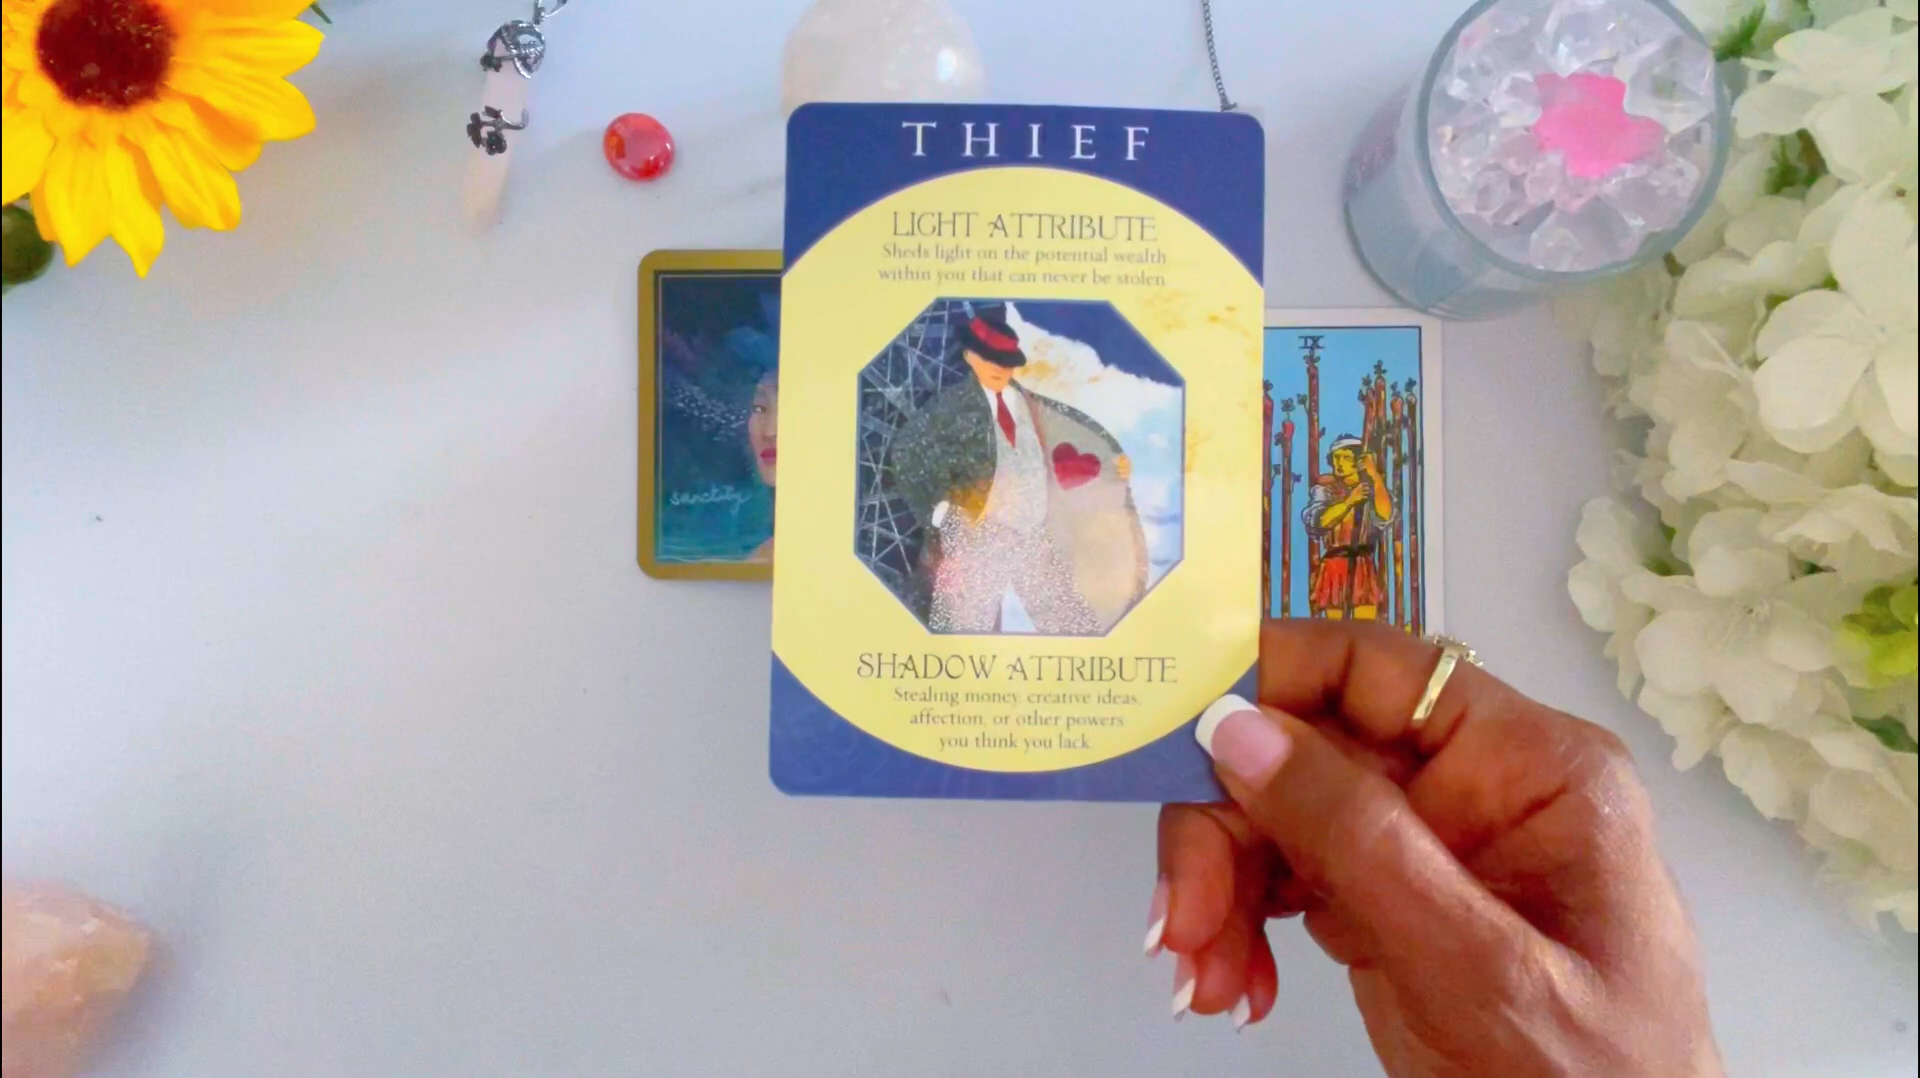 THIEF
LIGHT ATTRIBUTE
Sheds light on the potential wealth
within you that can never be stolen
IX
sanctity
SHADOW ATTRIBUTE
Stealing money, creative ideas,
affection, or other powers
you think you lack